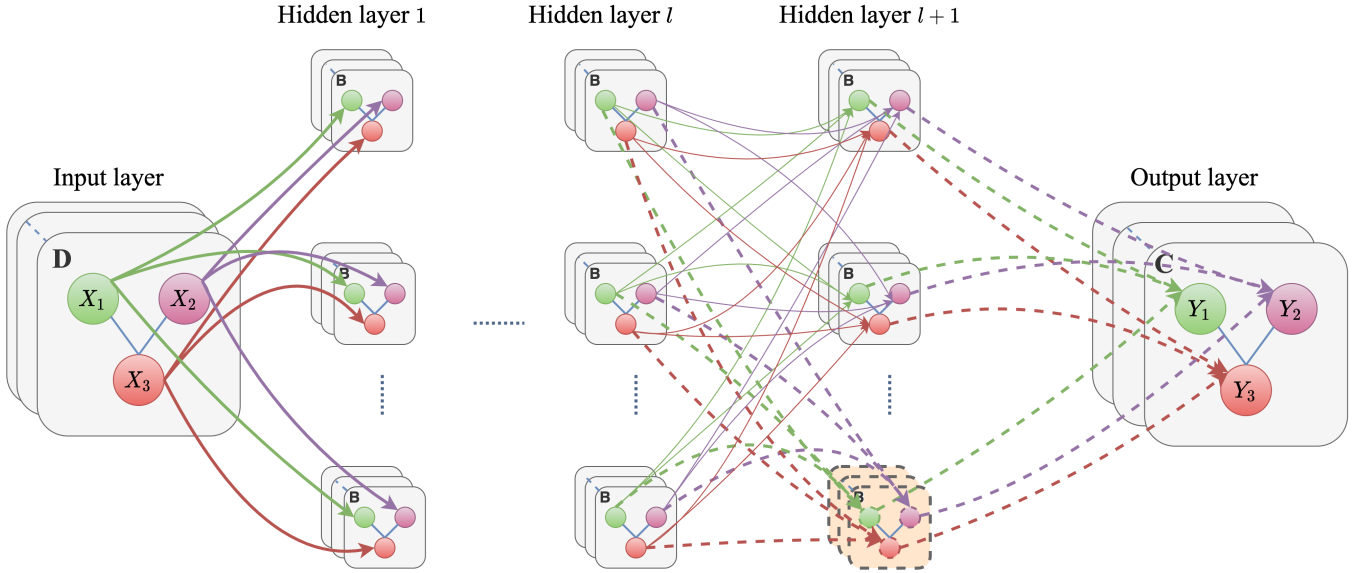 Hidden layer 1
Hidden layer l
Hidden layer l + 1
B
B
B
Input layer
Output layer
D
X₁
X₂
X₃
B
B
B
C
Y₁
Y₂
Y₃
B
B
B